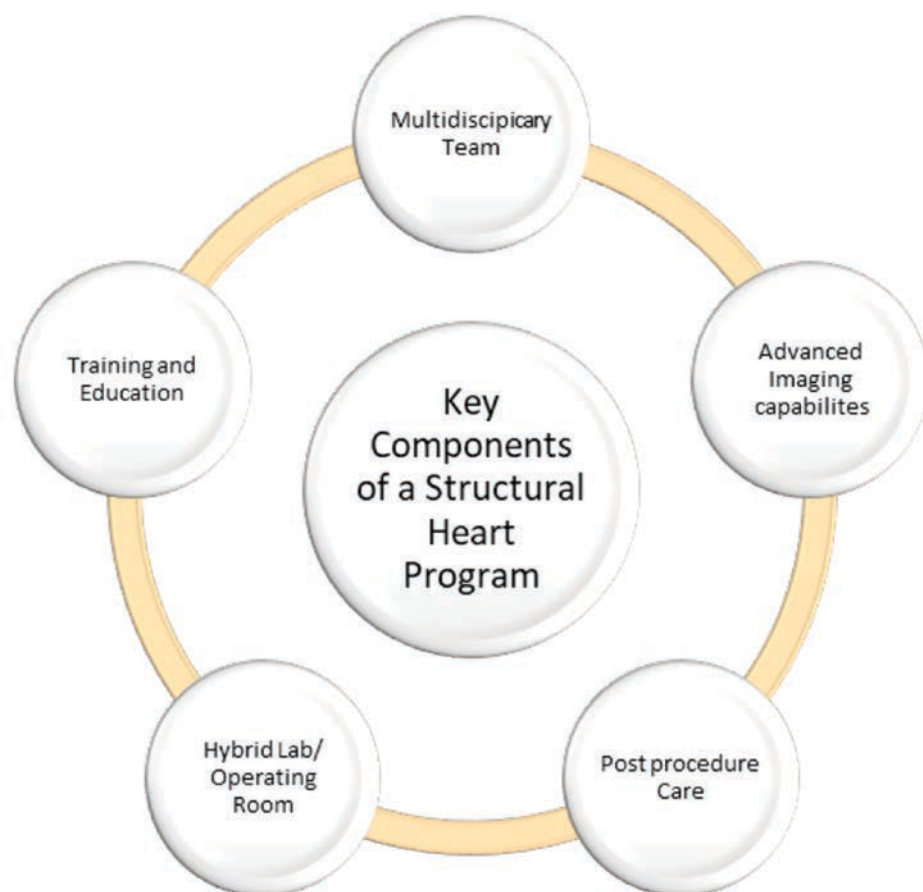 Multidiscipicary
Team
Advanced
Imaging
capabilites
Post procedure
Care
Hybrid Lab/
Operating
Room
Training and
Education
Key
Components
of a Structural
Heart
Program